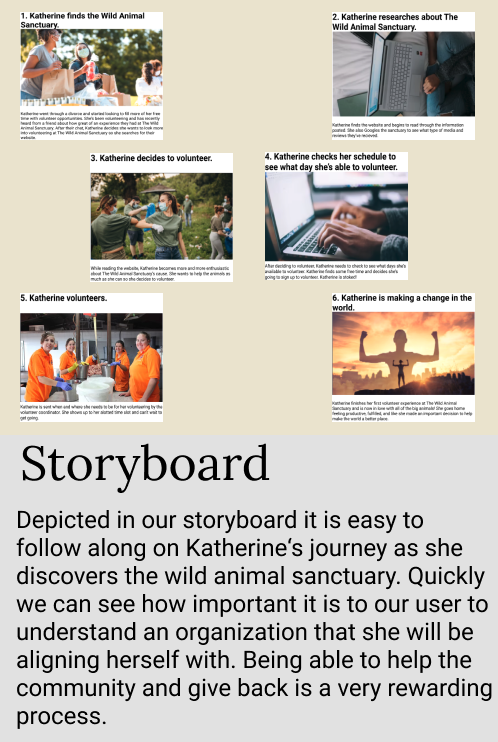 1. Katherine finds the Wild Animal
Sanctuary.
Katherine went through a divorce and started looking to fill more of her free
time with volunteer opportunities. She's been volunteering and has recently
heard from a friend about how great of an experience they had at The Wild
Animal Sanctuary. After their chat, Katherine decides she wants to look more
into volunteering at The Wild Animal Sanctuary so she searches for their
website.
2. Katherine researches about The
Wild Animal Sanctuary.
Katherine finds the website and begins to read through the information
posted. She also Googles the sanctuary to see what type of media and
reviews they've received.
3. Katherine decides to volunteer.
While reading the website, Katherine becomes more and more enthusiastic
about The Wild Animal Sanctuary's cause. She wants to help the animals as
much as she can so she decides to volunteer.
4. Katherine checks her schedule to
see what day she's able to volunteer.
After deciding to volunteer, Katherine needs to check to see what days she's
available to volunteer. Katherine finds some free time and decides she's
going to sign up to volunteer. Katherine is stoked!
5. Katherine volunteers.
Katherine is sent when and where she needs to be for her volunteering by the
volunteer coordinator. She shows up to her alotted time slot and can't wait to
get going.
6. Katherine is making a change in the
world.
Katherine finishes her first volunteer experience at The Wild Animal
Sanctuary and is now in love with all of the big animals! She goes home
feeling productive, fulfilled, and like she made an important decision to help
make the world a better place.
Storyboard
Depicted in our storyboard it is easy to
follow along on Katherine‘s journey as she
discovers the wild animal sanctuary. Quickly
we can see how important it is to our user to
understand an organization that she will be
aligning herself with. Being able to help the
community and give back is a very rewarding
process.